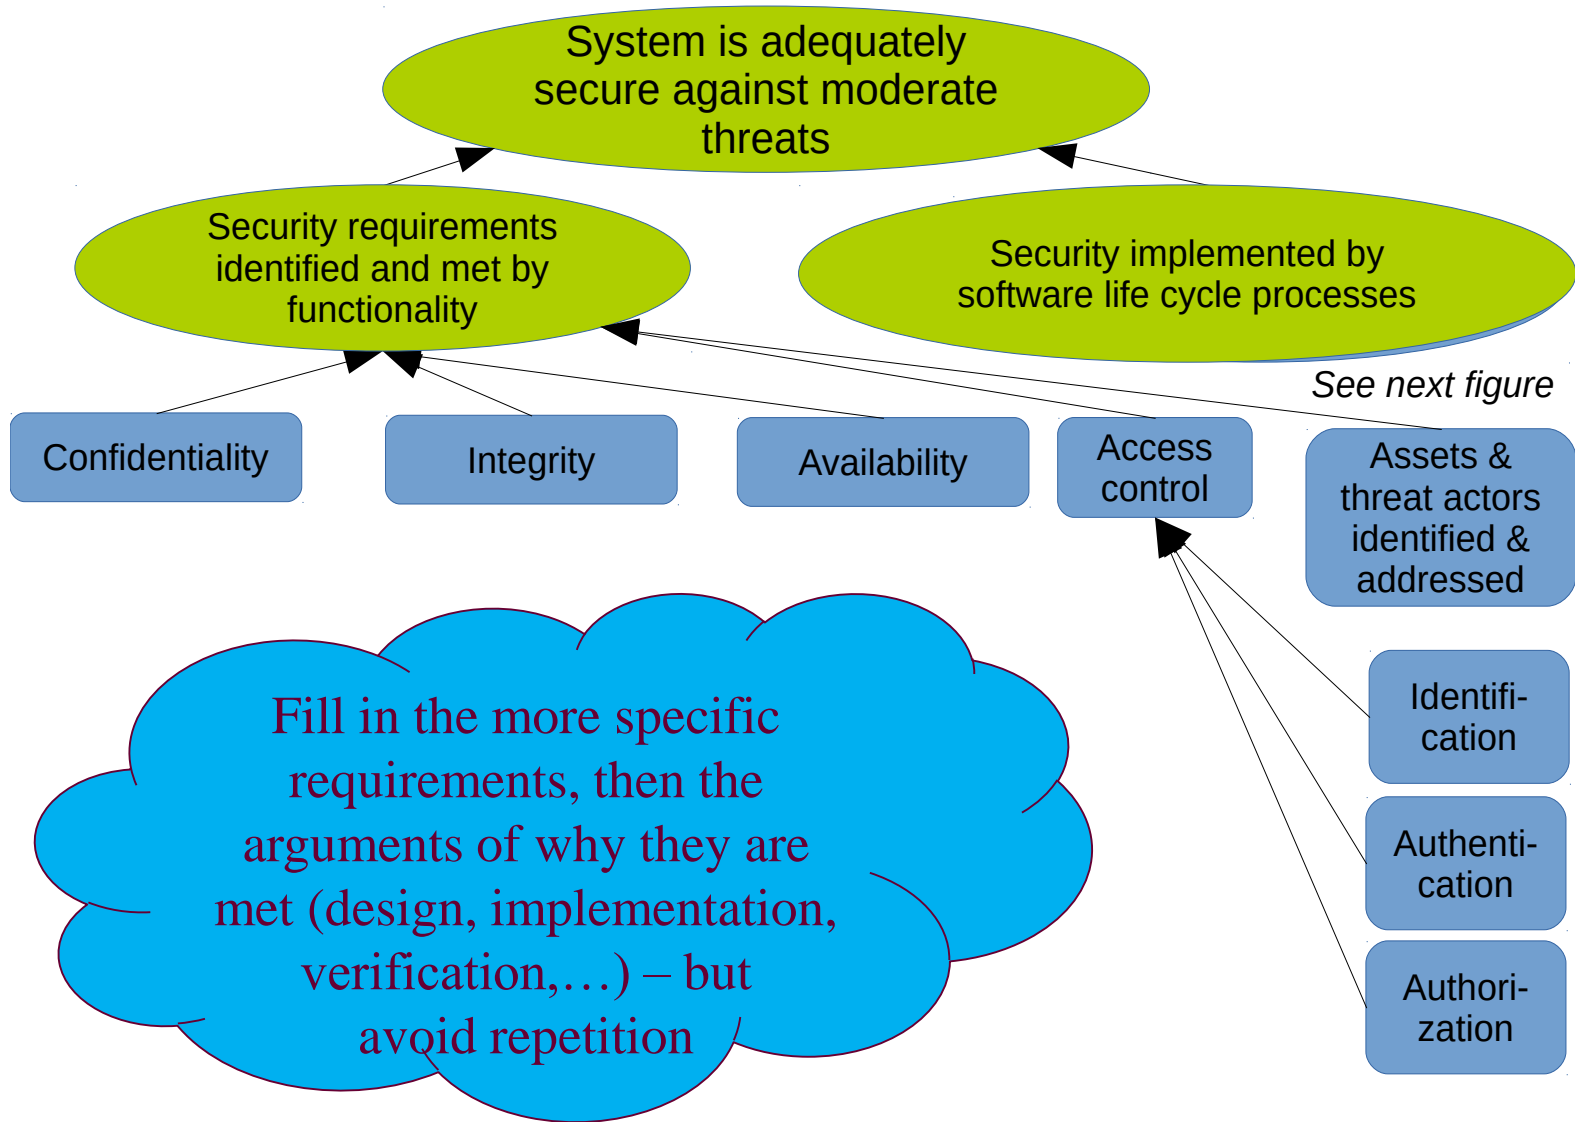 System is adequately
secure against moderate
threats
Security requirements
identified and met by
functionality
Security implemented by
software life cycle processes
See next figure
Confidentiality
Integrity
Availability
Access
control
Assets &
threat actors
identified &
addressed
Identifi-
cation
Authenti-
cation
Authori-
zation
Fill in the more specific
requirements, then the
arguments of why they are
met (design, implementation,
verification,…) – but
avoid repetition